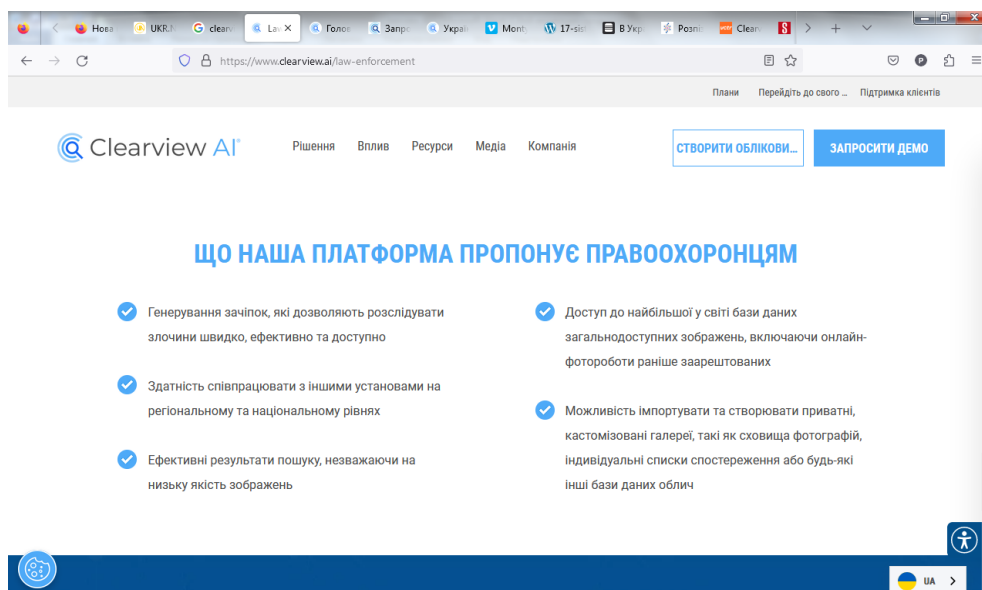 Нова
UKR.
clearv
Lav
Голос
Запро
Украї
Mont
17-sis
В Укр
Розпі
Clear
https://www.clearview.ai/law-enforcement
Плани Перейдіть до свого ... Підтримка клієнтів
Clearview AI
Рішення Вплив Ресурси Медіа Компанія
СТВОРИТИ ОБЛІКОВИ...
ЗАПРОСИТИ ДЕМО
ЩО НАША ПЛАТФОРМА ПРОПОНУЄ ПРАВООХОРОНЦЯМ
Генерування зачіпок, які дозволяють розслідувати
злочини швидко, ефективно та доступно
Здатність співпрацювати з іншими установами на
регіональному та національному рівнях
Ефективні результати пошуку, незважаючи на
низьку якість зображень
Доступ до найбільшої у світі бази даних
загальнодоступних зображень, включаючи онлайн-
фотороботи раніше заарештованих
Можливість імпортувати та створювати приватні,
кастомізовані галереї, такі як сховища фотографій,
індивідуальні списки спостереження або будь-які
інші бази даних облич
UA